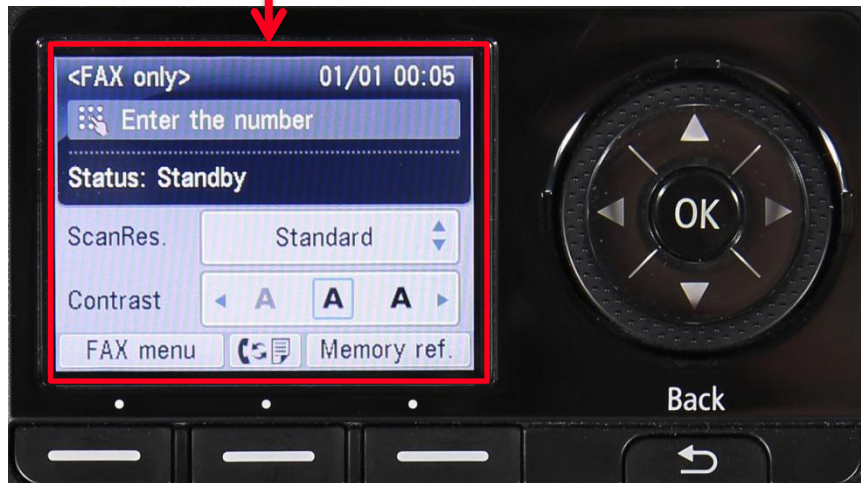 <FAX only> 01/01 00:05
Enter the number
Status: Standby
ScanRes. Standard
Contrast A A A
FAX menu Memory ref.
OK
Back